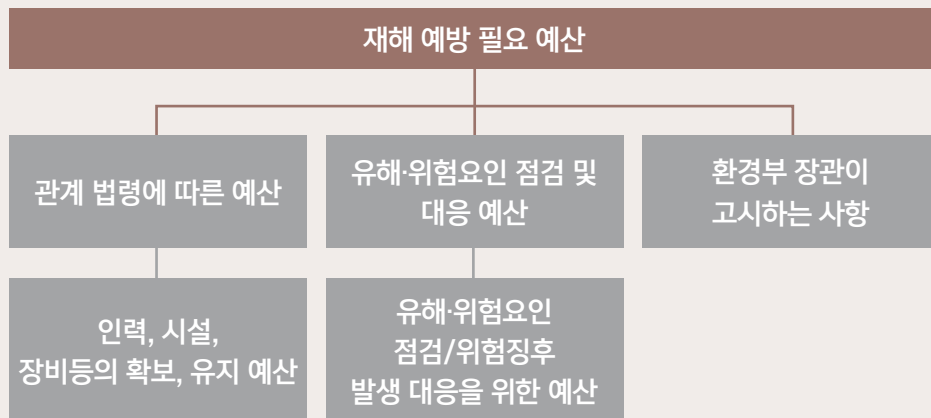 재해 예방 필요 예산
관계 법령에 따른 예산
유해·위험요인 점검 및
대응 예산
환경부 장관이
고시하는 사항
인력, 시설,
장비등의 확보, 유지 예산
유해·위험요인
점검/위험징후
발생 대응을 위한 예산